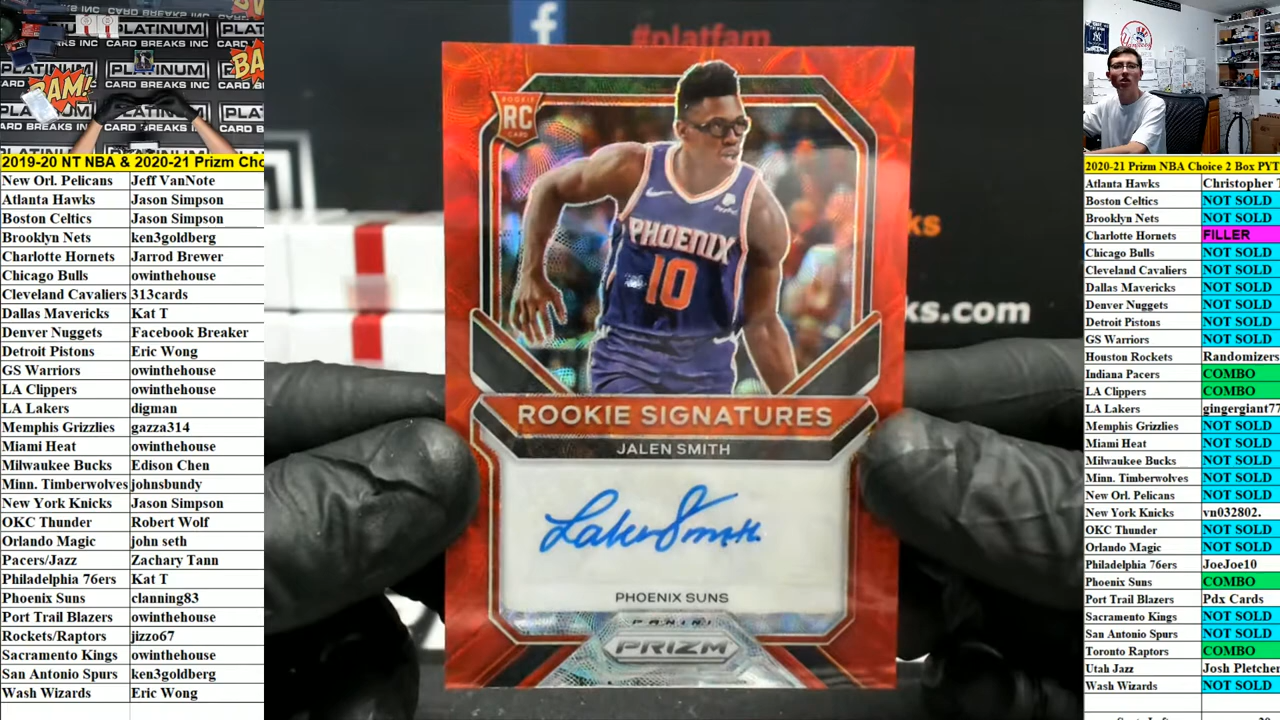 PLATINUM
CARD BREAKS INC
BAM!
#platfam
ks
ks.com
2019-20 NT NBA & 2020-21 Prizm Cho
New Orl. Pelicans Jeff VanNote
Atlanta Hawks Jason Simpson
Boston Celtics Jason Simpson
Brooklyn Nets ken3goldberg
Charlotte Hornets Jarrod Brewer
Chicago Bulls owinthehouse
Cleveland Cavaliers 313cards
Dallas Mavericks Kat T
Denver Nuggets Facebook Breaker
Detroit Pistons Eric Wong
GS Warriors owinthehouse
LA Clippers owinthehouse
LA Lakers digman
Memphis Grizzlies gazza314
Miami Heat owinthehouse
Milwaukee Bucks Edison Chen
Minn. Timberwolves johnsbundy
New York Knicks Jason Simpson
OKC Thunder Robert Wolf
Orlando Magic john seth
Pacers/Jazz Zachary Tann
Philadelphia 76ers Kat T
Phoenix Suns clanning83
Port Trail Blazers owinthehouse
Rockets/Raptors jizzo67
Sacramento Kings owinthehouse
San Antonio Spurs ken3goldberg
Wash Wizards Eric Wong
ROOKIE
RC
CARD
PHOENIX
10
ROOKIE SIGNATURES
JALEN SMITH
PHOENIX SUNS
PANINI
PRIZM
2020-21 Prizm NBA Choice 2 Box PYT
Atlanta Hawks Christopher T
Boston Celtics NOT SOLD
Brooklyn Nets NOT SOLD
Charlotte Hornets FILLER
Chicago Bulls NOT SOLD
Cleveland Cavaliers NOT SOLD
Dallas Mavericks NOT SOLD
Denver Nuggets NOT SOLD
Detroit Pistons NOT SOLD
GS Warriors NOT SOLD
Houston Rockets Randomizers
Indiana Pacers COMBO
LA Clippers COMBO
LA Lakers gingergiant77
Memphis Grizzlies NOT SOLD
Miami Heat NOT SOLD
Milwaukee Bucks NOT SOLD
Minn. Timberwolves NOT SOLD
New Orl. Pelicans NOT SOLD
New York Knicks vn032802.
OKC Thunder NOT SOLD
Orlando Magic NOT SOLD
Philadelphia 76ers JoeJoe10
Phoenix Suns COMBO
Port Trail Blazers Pdx Cards
Sacramento Kings NOT SOLD
San Antonio Spurs NOT SOLD
Toronto Raptors COMBO
Utah Jazz Josh Pletcher
Wash Wizards NOT SOLD